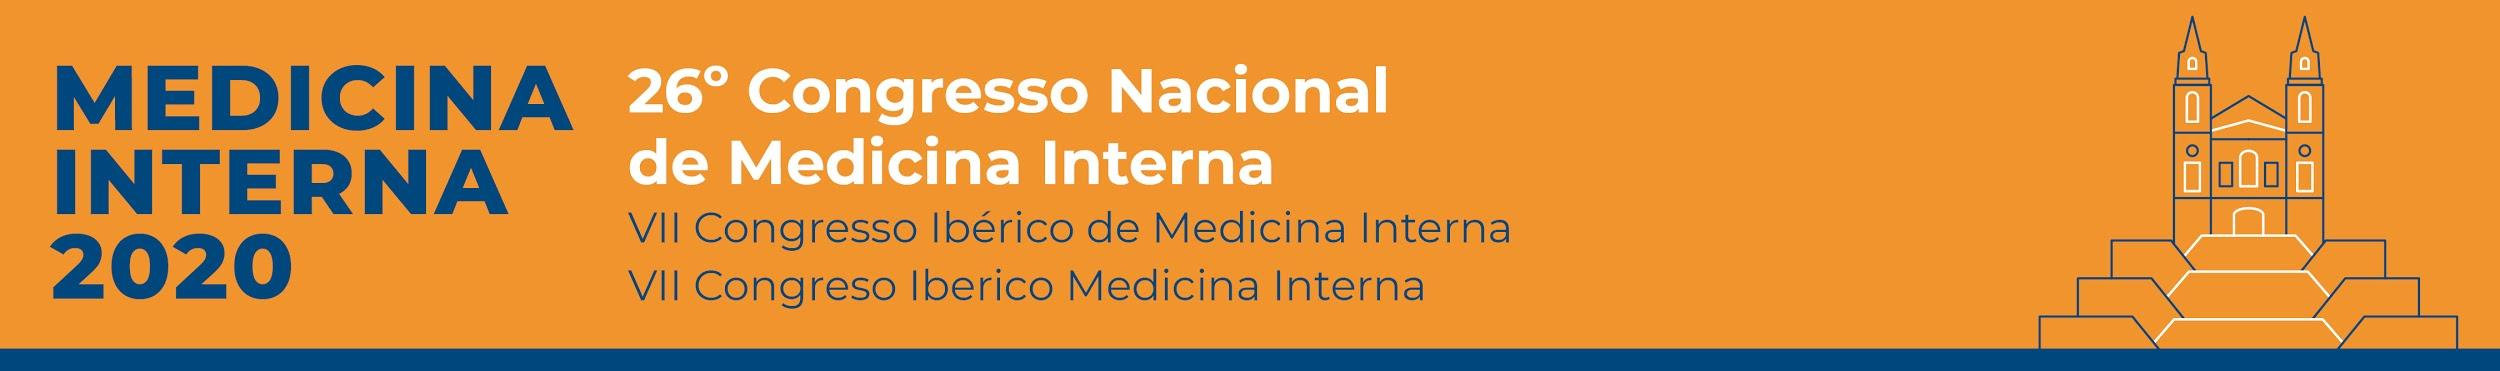 MEDICINA
INTERNA
2020
26º Congresso Nacional
de Medicina Interna
VII Congresso Ibérico de Medicina Interna
VII Congreso Iberico Medicina Interna